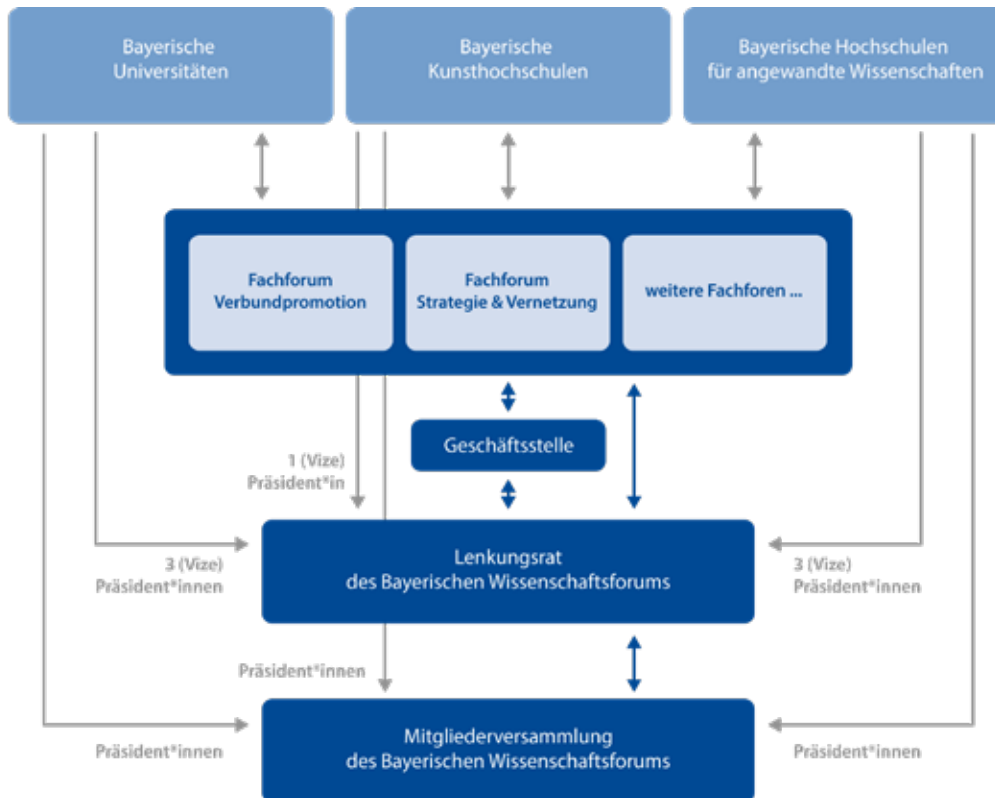 Bayerische
Universitäten
Bayerische
Kunsthochschulen
Bayerische Hochschulen
für angewandte Wissenschaften
Fachforum
Verbundpromotion
Fachforum
Strategie & Vernetzung
weitere Fachforen ...
Geschäftsstelle
1 (Vize)
Präsident*in
Lenkungsrat
des Bayerischen Wissenschaftsforums
3 (Vize)
Präsident*innen
3 (Vize)
Präsident*innen
Präsident*innen
Mitgliederversammlung
des Bayerischen Wissenschaftsforums
Präsident*innen
Präsident*innen